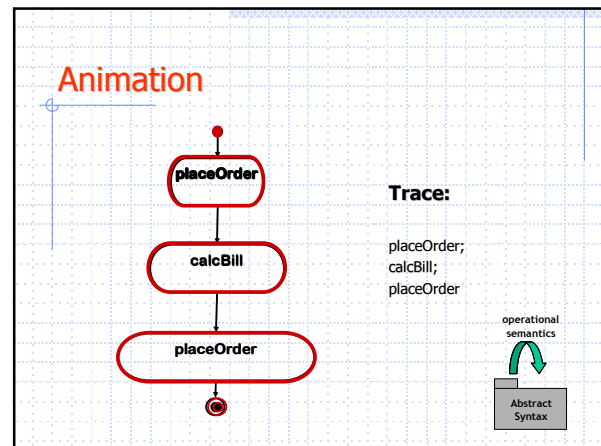 Animation
placeOrder
calcBill
placeOrder
Trace:
placeOrder;
calcBill;
placeOrder
operational
semantics
Abstract
Syntax